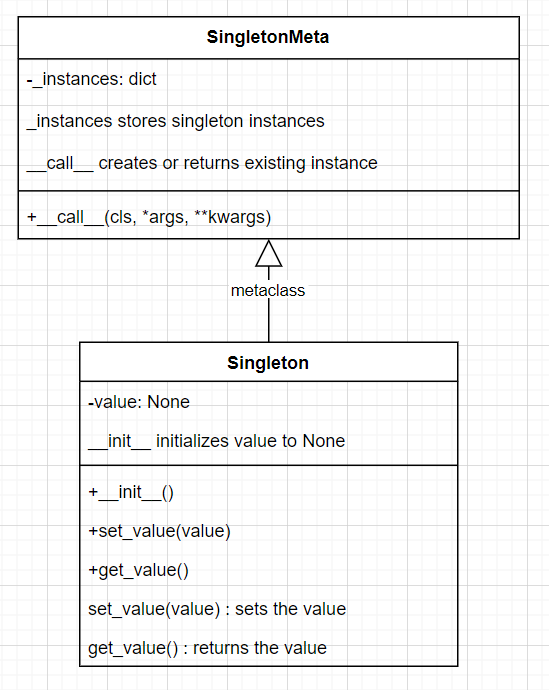 SingletonMeta
-_instances: dict
_instances stores singleton instances
__call__ creates or returns existing instance
+__call__(cls, *args, **kwargs)
metaclass
Singleton
-value: None
__init__ initializes value to None
+__init__()
+set_value(value)
+get_value()
set_value(value) : sets the value
get_value() : returns the value